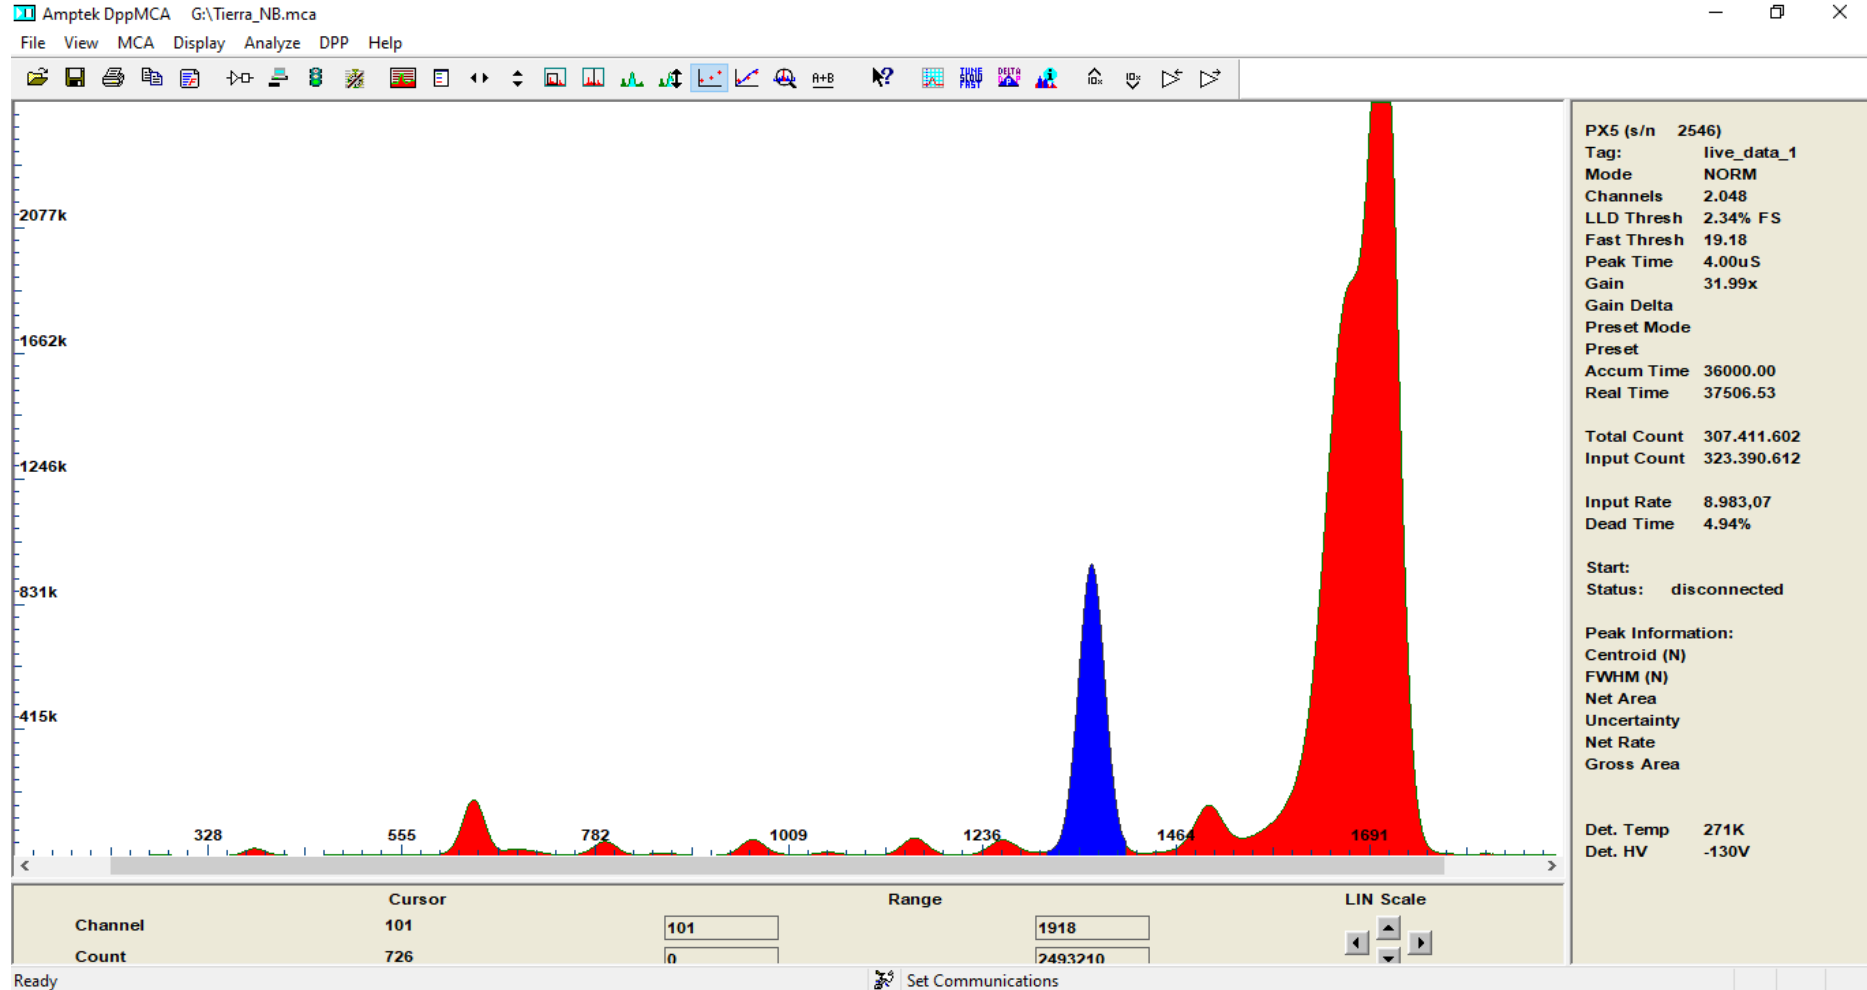 Amptek DppMCA G:\Tierra_NB.mca
File View MCA Display Analyze DPP Help
A+B
TUNE SLOW FAST
DELTA
10x
10x
2077k
1662k
1246k
831k
415k
328 555 782 1009 1236 1464 1691
PX5 (s/n 2546)
Tag: live_data_1
Mode NORM
Channels 2.048
LLD Thresh 2.34% FS
Fast Thresh 19.18
Peak Time 4.00uS
Gain 31.99x
Gain Delta
Preset Mode
Preset
Accum Time 36000.00
Real Time 37506.53
Total Count 307.411.602
Input Count 323.390.612
Input Rate 8.983,07
Dead Time 4.94%
Start:
Status: disconnected
Peak Information:
Centroid (N)
FWHM (N)
Net Area
Uncertainty
Net Rate
Gross Area
Det. Temp 271K
Det. HV -130V
Cursor Range LIN Scale
Channel 101 101 1918
Count 726 0 2493210
Ready Set Communications